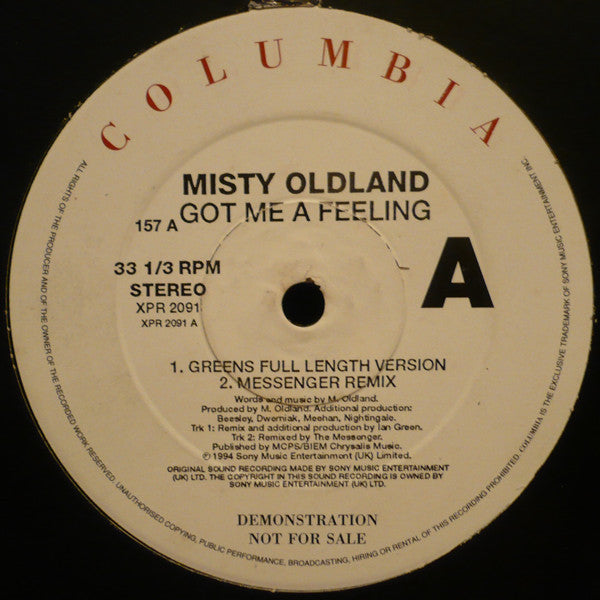 COLUMBIA
MISTY OLDLAND
GOT ME A FEELING
157 A
A
33 1/3 RPM
STEREO
XPR 2091
XPR 2091 A
1. GREENS FULL LENGTH VERSION
2. MESSENGER REMIX
Words and music by M. Oldland.
Produced by M. Oldland. Additional production:
Beesley, Dworniak, Meehan, Nightingale.
Trk 1: Remix and additional production by Ian Green.
Trk 2: Remixed by The Messenger.
Published by MCPS/BIEM Chrysalis Music.
℗1994 Sony Music Entertainment (UK) Limited.
ORIGINAL SOUND RECORDING MADE BY SONY MUSIC ENTERTAINMENT
(UK) LTD. THE COPYRIGHT IN THIS SOUND RECORDING IS OWNED BY
SONY MUSIC ENTERTAINMENT (UK) LTD.
DEMONSTRATION
NOT FOR SALE
ALL RIGHTS OF THE PRODUCER AND OF THE OWNER OF THE RECORDED WORK RESERVED. UNAUTHORISED COPYING, PUBLIC PERFORMANCE, BROADCASTING, HIRING OR RENTAL OF THIS RECORDING PROHIBITED. COLUMBIA IS THE EXCLUSIVE TRADEMARK OF SONY MUSIC ENTERTAINMENT INC.